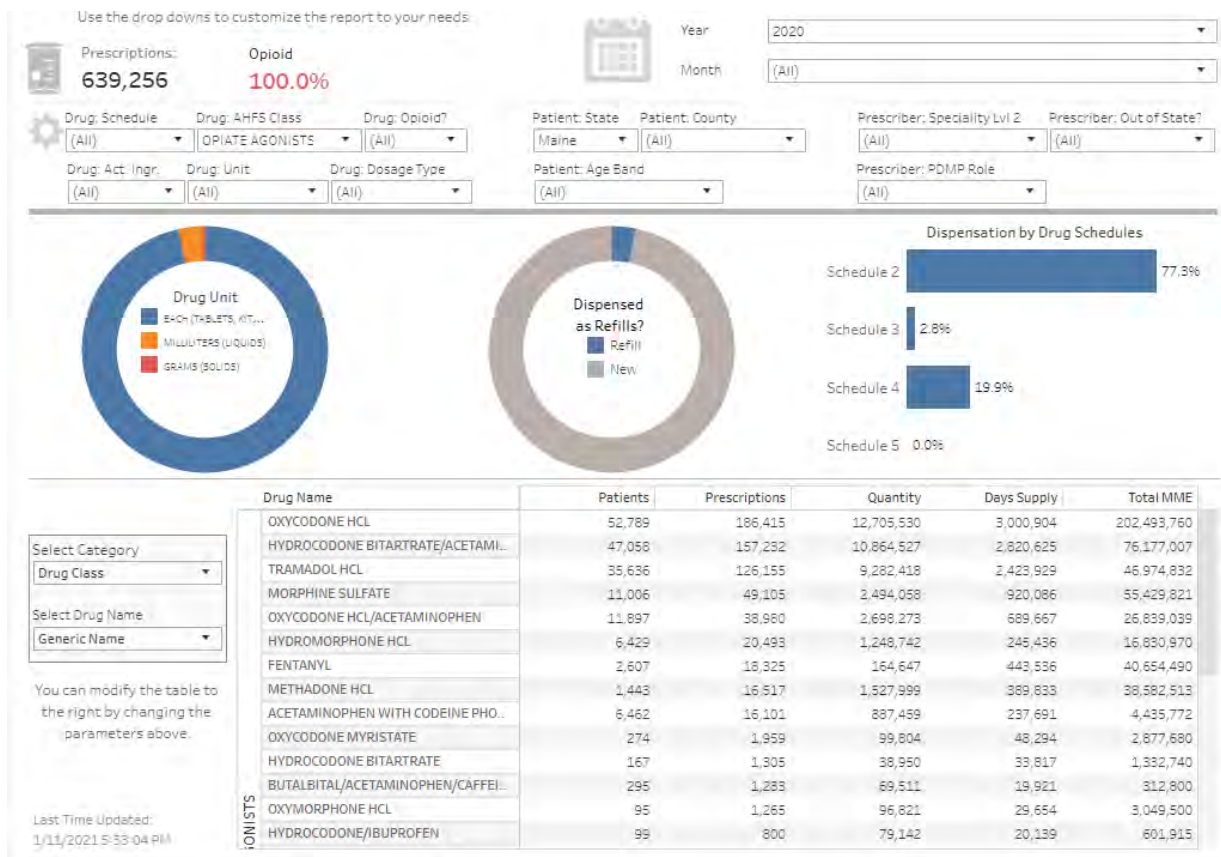 Use the drop downs to customize the report to your needs
Year
2020
Prescriptions:
Opioid
639,256
100.0%
Month
(All)
Drug: Schedule
Drug: AHFS Class
Drug: Opioid?
Patient: State
Patient: County
Prescriber: Speciality Lvl 2
Prescriber: Out of State?
(All)
OPIATE AGONISTS
(All)
Maine
(All)
(All)
(All)
Drug: Act. Ingr.
Drug: Unit
Drug: Dosage Type
Patient: Age Band
Prescriber: PDMP Role
(All)
(All)
(All)
(All)
(All)
Drug Unit
EACH (TABLETS, KIT,...
MILLILITERS (LIQUIDS)
GRAMS (SOLIDS)
Dispensed
as Refills?
Refill
New
Dispensation by Drug Schedules
Schedule 2 77.3%
Schedule 3 2.8%
Schedule 4 19.9%
Schedule 5 0.0%
Select Category
Drug Class
Select Drug Name
Generic Name
You can modify the table to
the right by changing the
parameters above.
Last Time Updated:
1/11/2021 5:33:04 PM
Drug Name Patients Prescriptions Quantity Days Supply Total MME
OXYCODONE HCL 52,789 186,415 12,705,530 3,000,904 202,493,760
HYDROCODONE BITARTRATE/ACETAMI.. 47,058 157,232 10,864,527 2,820,625 76,177,007
TRAMADOL HCL 35,636 126,155 9,282,418 2,423,929 46,974,832
MORPHINE SULFATE 11,006 49,105 2,494,058 920,086 55,429,821
OXYCODONE HCL/ACETAMINOPHEN 11,897 38,980 2,698,273 689,667 26,839,039
HYDROMORPHONE HCL 6,429 20,493 1,248,742 245,436 16,830,970
FENTANYL 2,607 18,325 164,647 443,536 40,654,490
METHADONE HCL 1,443 16,517 1,527,999 389,833 38,582,513
ACETAMINOPHEN WITH CODEINE PHO.. 6,462 16,101 887,459 237,691 4,435,772
OXYCODONE MYRISTATE 274 1,959 99,804 48,294 2,877,680
HYDROCODONE BITARTRATE 167 1,305 38,950 33,817 1,332,740
BUTALBITAL/ACETAMINOPHEN/CAFFEI.. 295 1,283 89,511 19,921 312,800
OXYMORPHONE HCL 95 1,265 96,821 29,654 3,049,500
HYDROCODONE/IBUPROFEN 99 800 79,142 20,139 601,915
ONISTS